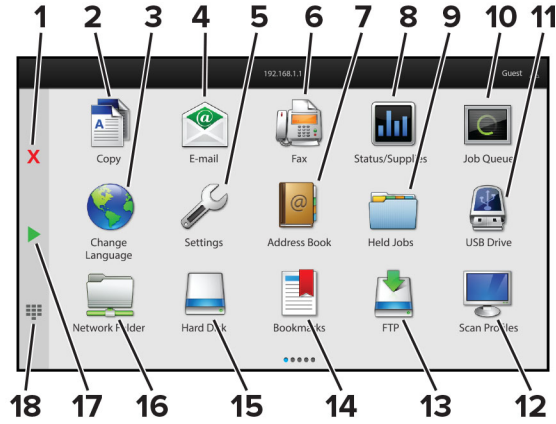 1 2 3 4 5 6 7 8 9 10 11
192.168.1.1
Guest
X
Copy E-mail Fax Status/Supplies Job Queue
Change
Language
Settings Address Book Held Jobs USB Drive
Network Folder Hard Disk Bookmarks FTP Scan Profiles
18 17 16 15 14 13 12